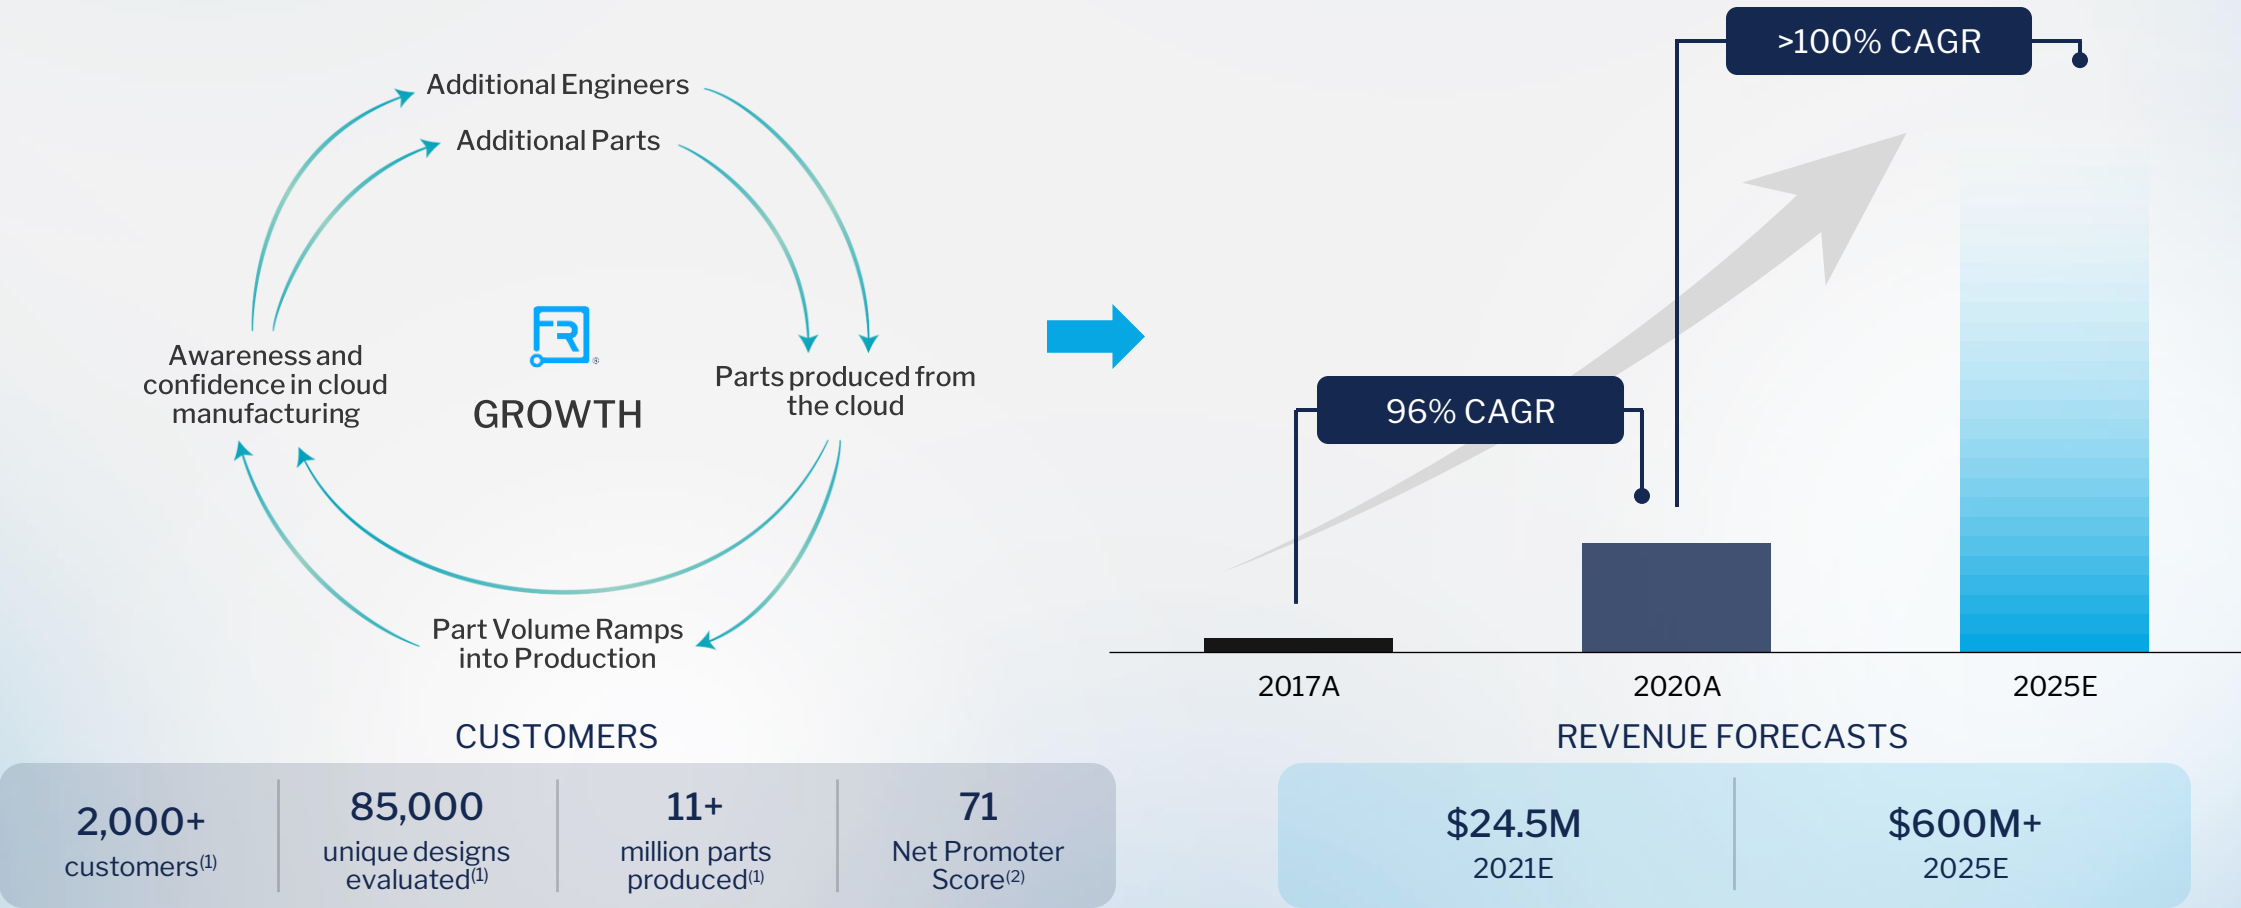 Additional Engineers
Additional Parts
Awareness and
confidence in cloud
manufacturing
FR
®
GROWTH
Parts produced from
the cloud
Part Volume Ramps
into Production
>100% CAGR
96% CAGR
2017A
2020A
2025E
CUSTOMERS
2,000+
customers(1)
85,000
unique designs
evaluated(1)
11+
million parts
produced(1)
71
Net Promoter
Score(2)
REVENUE FORECASTS
$24.5M
2021E
$600M+
2025E